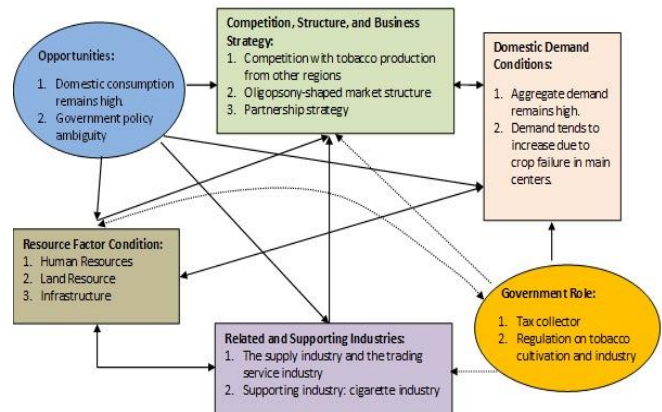 Opportunities:
1. Domestic consumption
remains high.
2. Government policy
ambiguity
Competition, Structure, and Business
Strategy:
1. Competition with tobacco production
from other regions
2. Oligopsony-shaped market structure
3. Partnership strategy
Domestic Demand
Conditions:
1. Aggregate demand
remains high.
2. Demand tends to
increase due to
crop failure in main
centers.
Resource Factor Condition:
1. Human Resources
2. Land Resource
3. Infrastructure
Related and Supporting Industries:
1. The supply industry and the trading
service industry
2. Supporting industry: cigarette industry
Government Role:
1. Tax collector
2. Regulation on tobacco
cultivation and industry